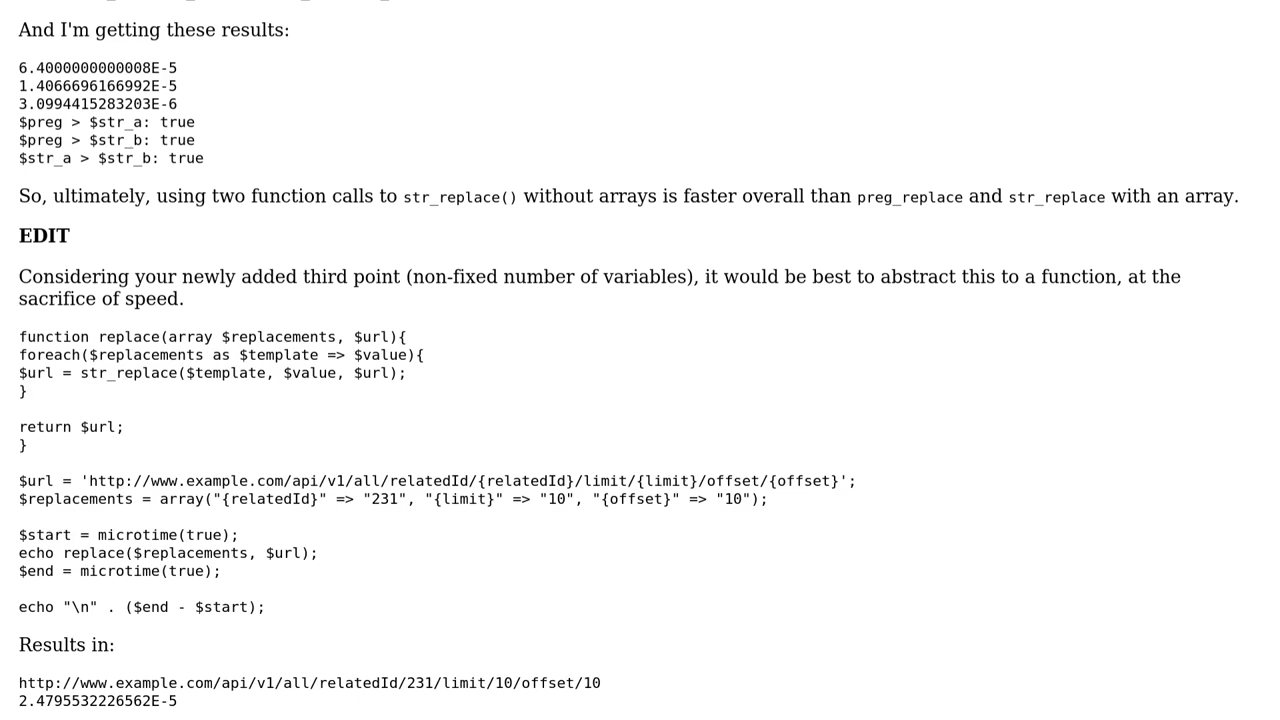 And I'm getting these results:
6.4000000000008E-5
1.4066696166992E-5
3.0994415283203E-6
$preg > $str_a: true
$preg > $str_b: true
$str_a > $str_b: true
So, ultimately, using two function calls to str_replace() without arrays is faster overall than preg_replace and str_replace with an array.
EDIT
Considering your newly added third point (non-fixed number of variables), it would be best to abstract this to a function, at the
sacrifice of speed.
function replace(array $replacements, $url){
foreach($replacements as $template => $value){
$url = str_replace($template, $value, $url);
}
return $url;
}
$url = 'http://www.example.com/api/v1/all/relatedId/{relatedId}/limit/{limit}/offset/{offset}';
$replacements = array("{relatedId}" => "231", "{limit}" => "10", "{offset}" => "10");
$start = microtime(true);
echo replace($replacements, $url);
$end = microtime(true);
echo "\n" . ($end - $start);
Results in:
http://www.example.com/api/v1/all/relatedId/231/limit/10/offset/10
2.4795532226562E-5